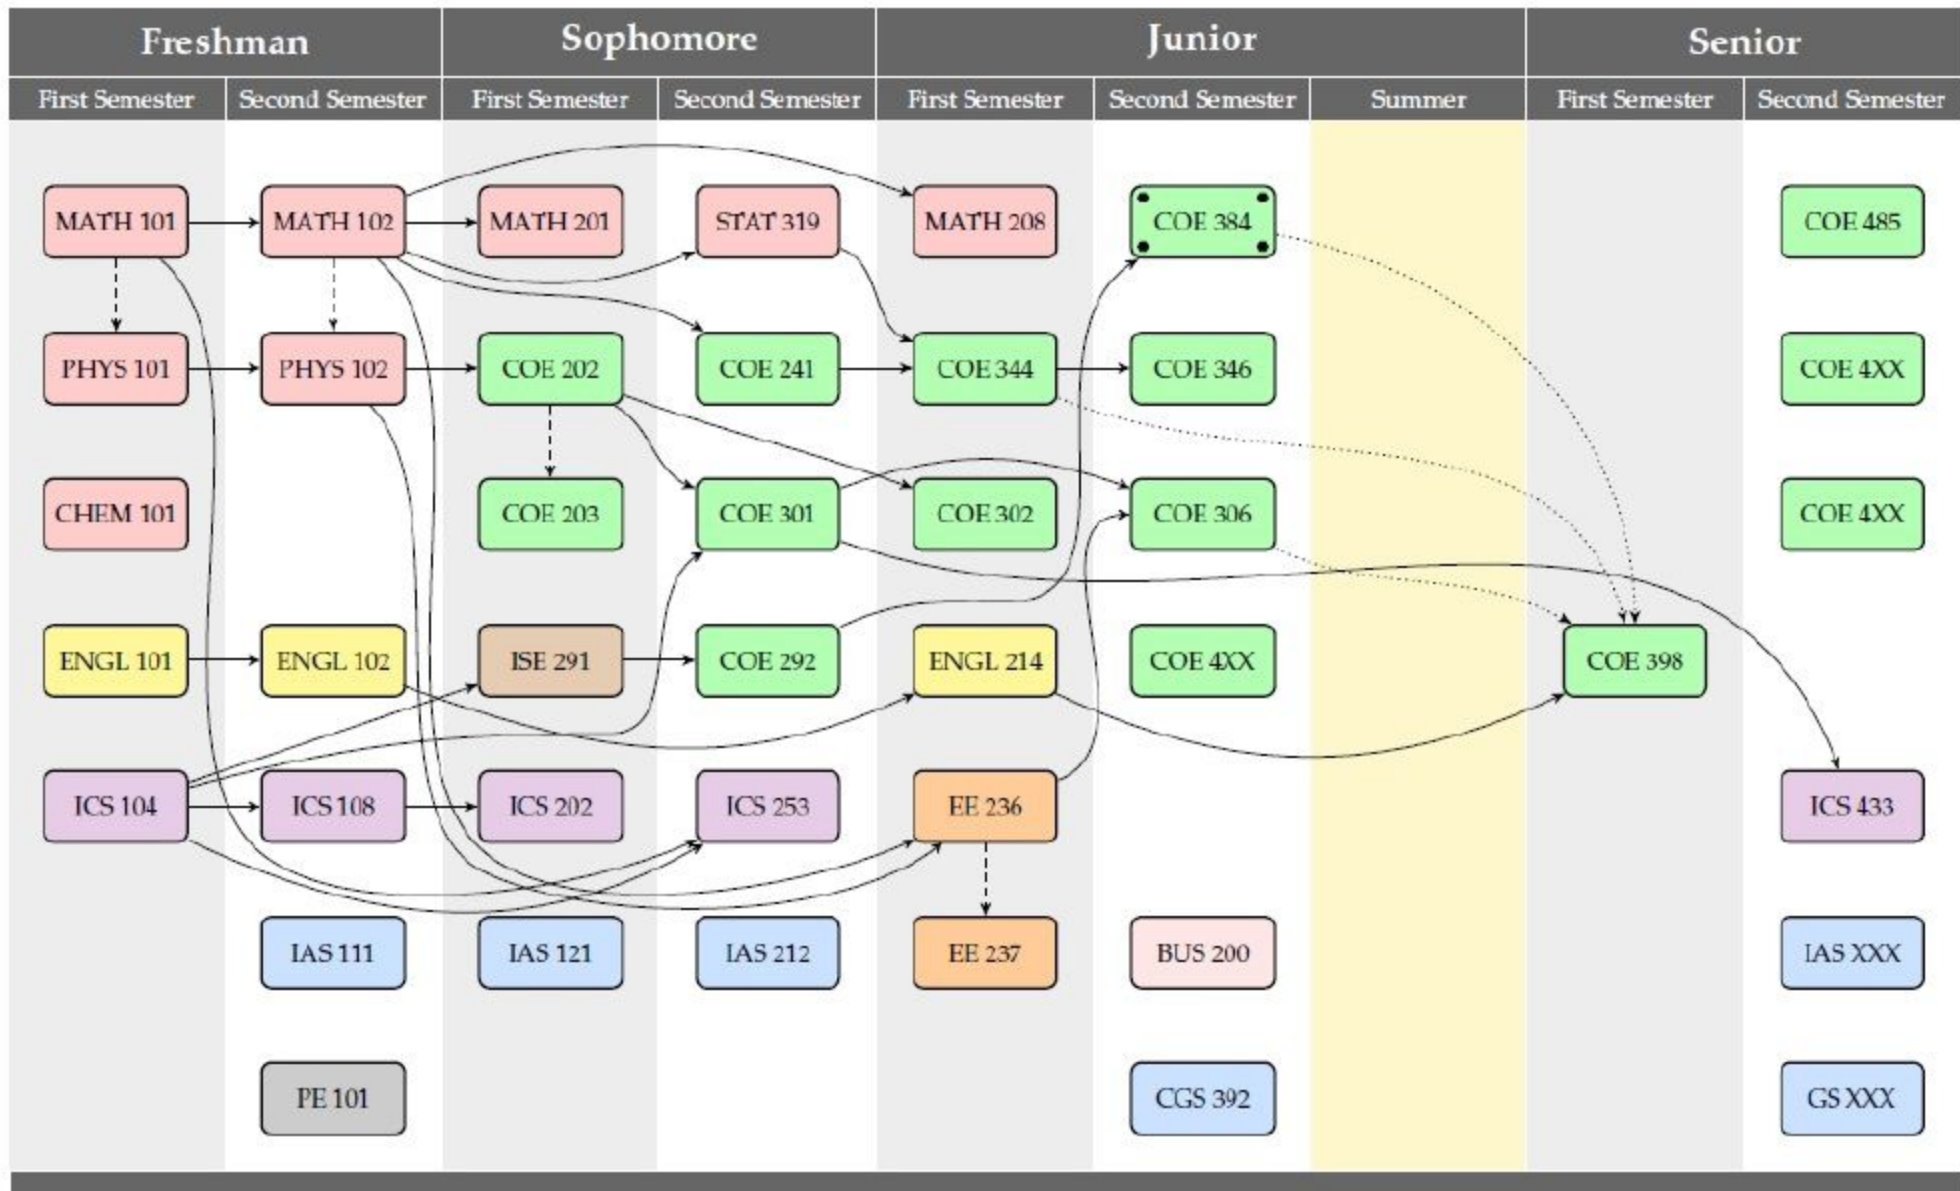 Freshman Sophomore Junior Senior
First Semester Second Semester First Semester Second Semester First Semester Second Semester Summer First Semester Second Semester
MATH 101 MATH 102 MATH 201 STAT 319 MATH 208 COE 384 COE 485
PHYS 101 PHYS 102 COE 202 COE 241 COE 344 COE 346 COE 4XX
CHEM 101 COE 203 COE 301 COE 302 COE 306 COE 4XX
ENGL 101 ENGL 102 ISE 291 COE 292 ENGL 214 COE 4XX COE 398
ICS 104 ICS 108 ICS 202 ICS 253 EE 236 ICS 433
IAS 111 IAS 121 IAS 212 EE 237 BUS 200 IAS XXX
PE 101 CGS 392 GS XXX